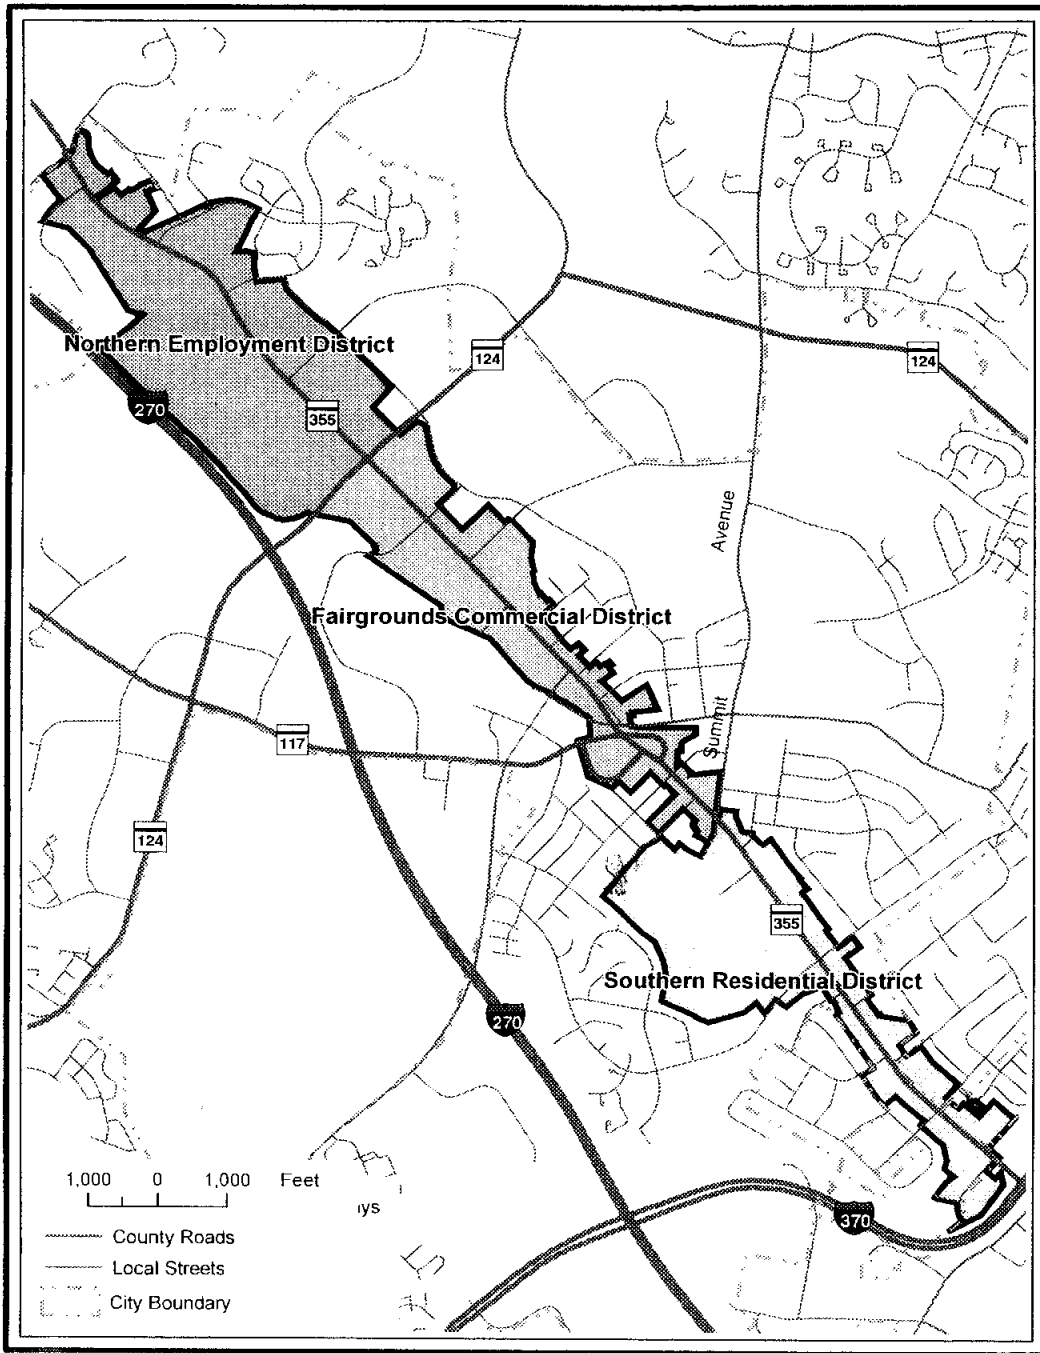 Northern Employment District
124
124
270
355
Avenue
Fairgrounds Commercial District
Summit
117
124
355
Southern Residential District
270
1,000 0 1,000 Feet
ıys
370
County Roads
Local Streets
City Boundary